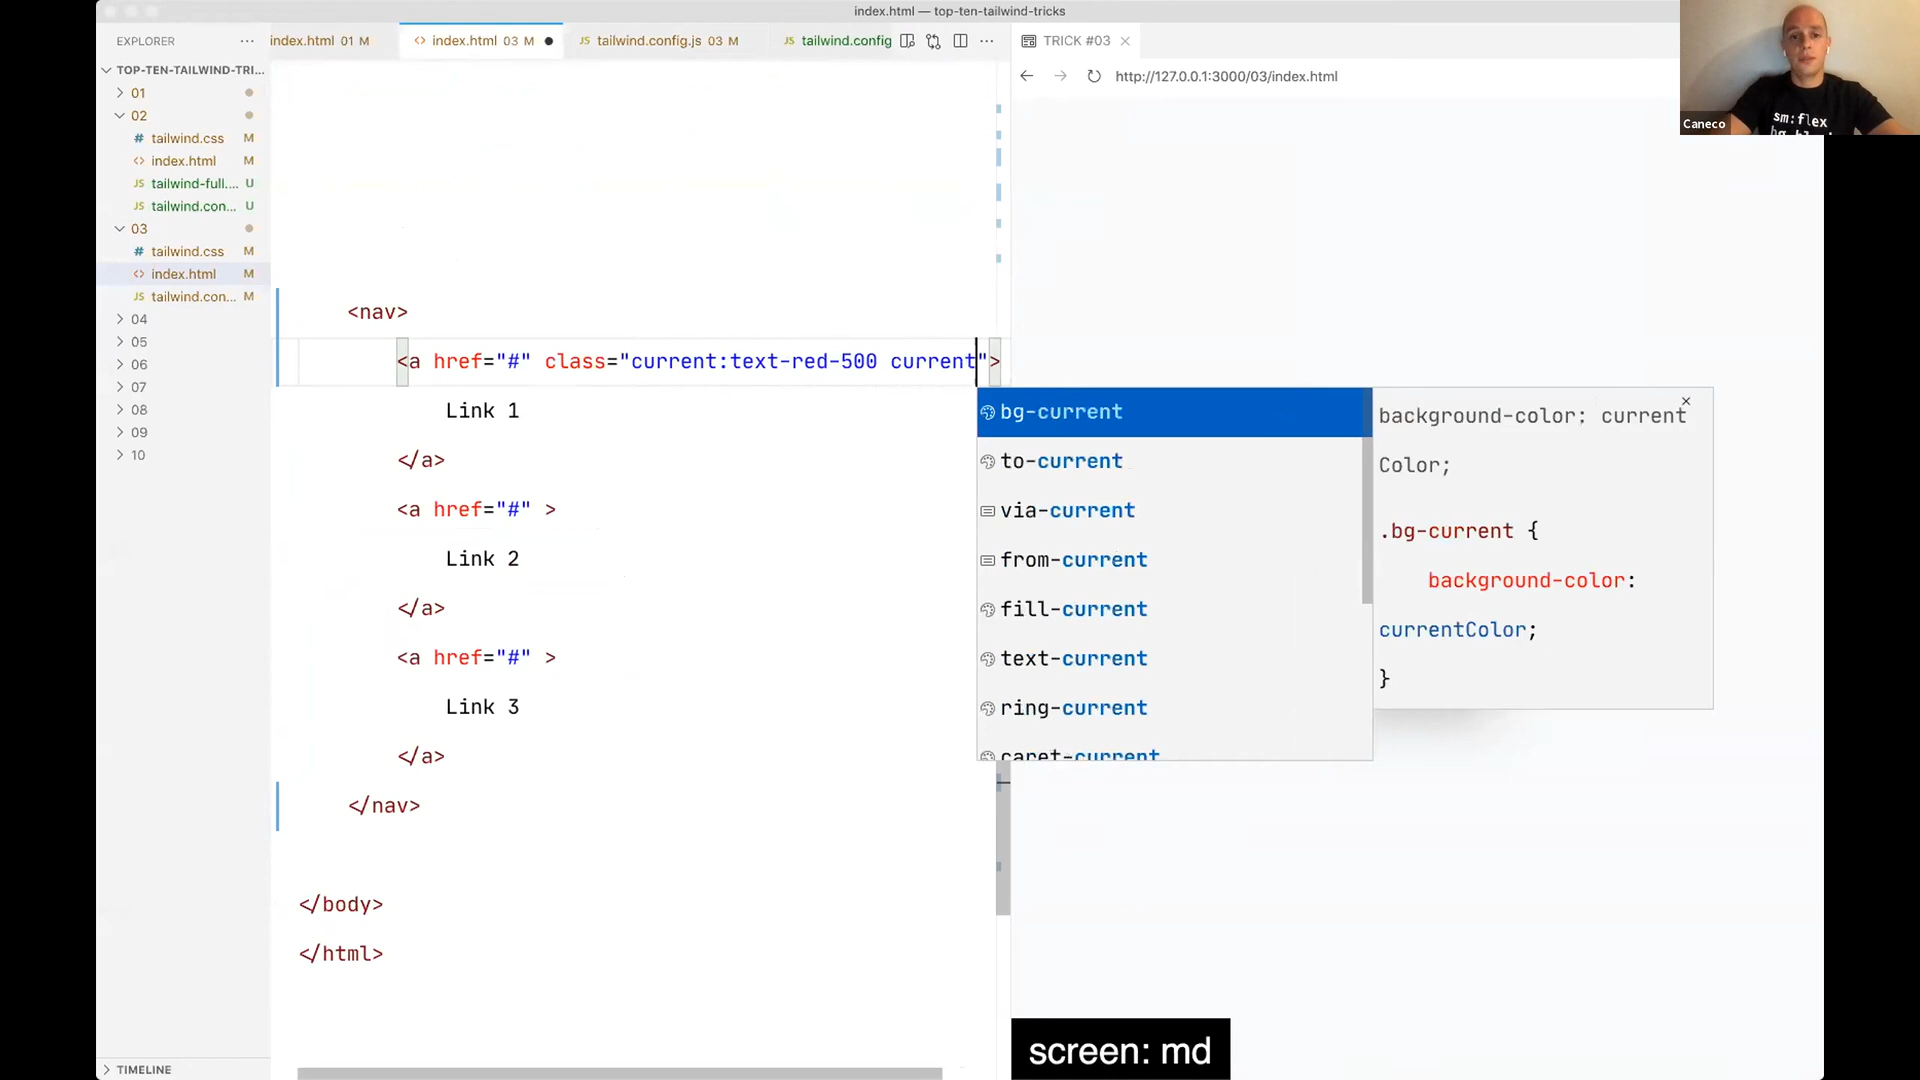 index.html — top-ten-tailwind-tricks
EXPLORER
index.html 01 M
index.html 03 M
tailwind.config.js 03 M
tailwind.config
TRICK #03
TOP-TEN-TAILWIND-TRI...
http://127.0.0.1:3000/03/index.html
01
02
tailwind.css M
index.html M
tailwind-full.... U
tailwind.con... U
03
tailwind.css M
index.html M
tailwind.con... M
04
05
06
07
08
09
10
TIMELINE
<nav>
<a href="#" class="current:text-red-500 current">
Link 1
</a>
<a href="#" >
Link 2
</a>
<a href="#" >
Link 3
</a>
</nav>
</body>
</html>
bg-current
to-current
via-current
from-current
fill-current
text-current
ring-current
caret-current
background-color: current
Color;
.bg-current {
background-color:
currentColor;
}
screen: md
sm:flex
Caneco